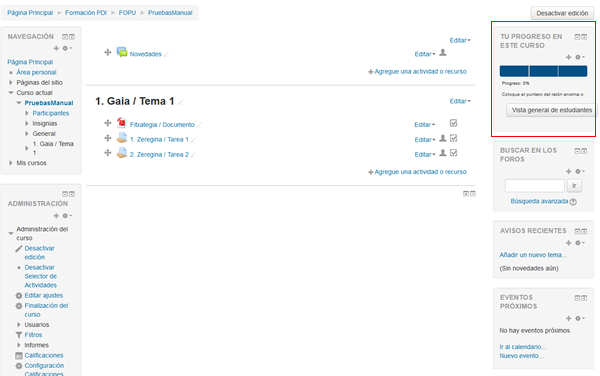 Página Principal ► Formación PDI ► FOPU ► PruebasManual
Desactivar edición
NAVEGACIÓN
Página Principal
Área personal
Páginas del sitio
Curso actual
PruebasManual
Participantes
Insignias
General
1. Gaia / Tema
1
Mis cursos
ADMINISTRACIÓN
Administración del
curso
Desactivar
edición
Desactivar
Selector de
Actividades
Editar ajustes
Finalización del
curso
Usuarios
Filtros
Informes
Calificaciones
Configuración
Calificaciones
Editar
Novedades
Editar
Agregue una actividad o recurso
1. Gaia / Tema 1
Editar
Fitxategia / Documento
Editar
1. Zeregina / Tarea 1
Editar
2. Zeregina / Tarea 2
Editar
Agregue una actividad o recurso
TU PROGRESO EN
ESTE CURSO
Progreso: 0%
Coloque el puntero del ratón encima o
Vista general de estudiantes
BUSCAR EN LOS
FOROS
Ir
Búsqueda avanzada
AVISOS RECIENTES
Añadir un nuevo tema...
(Sin novedades aún)
EVENTOS
PRÓXIMOS
No hay eventos próximos
Ir al calendario...
Nuevo evento...